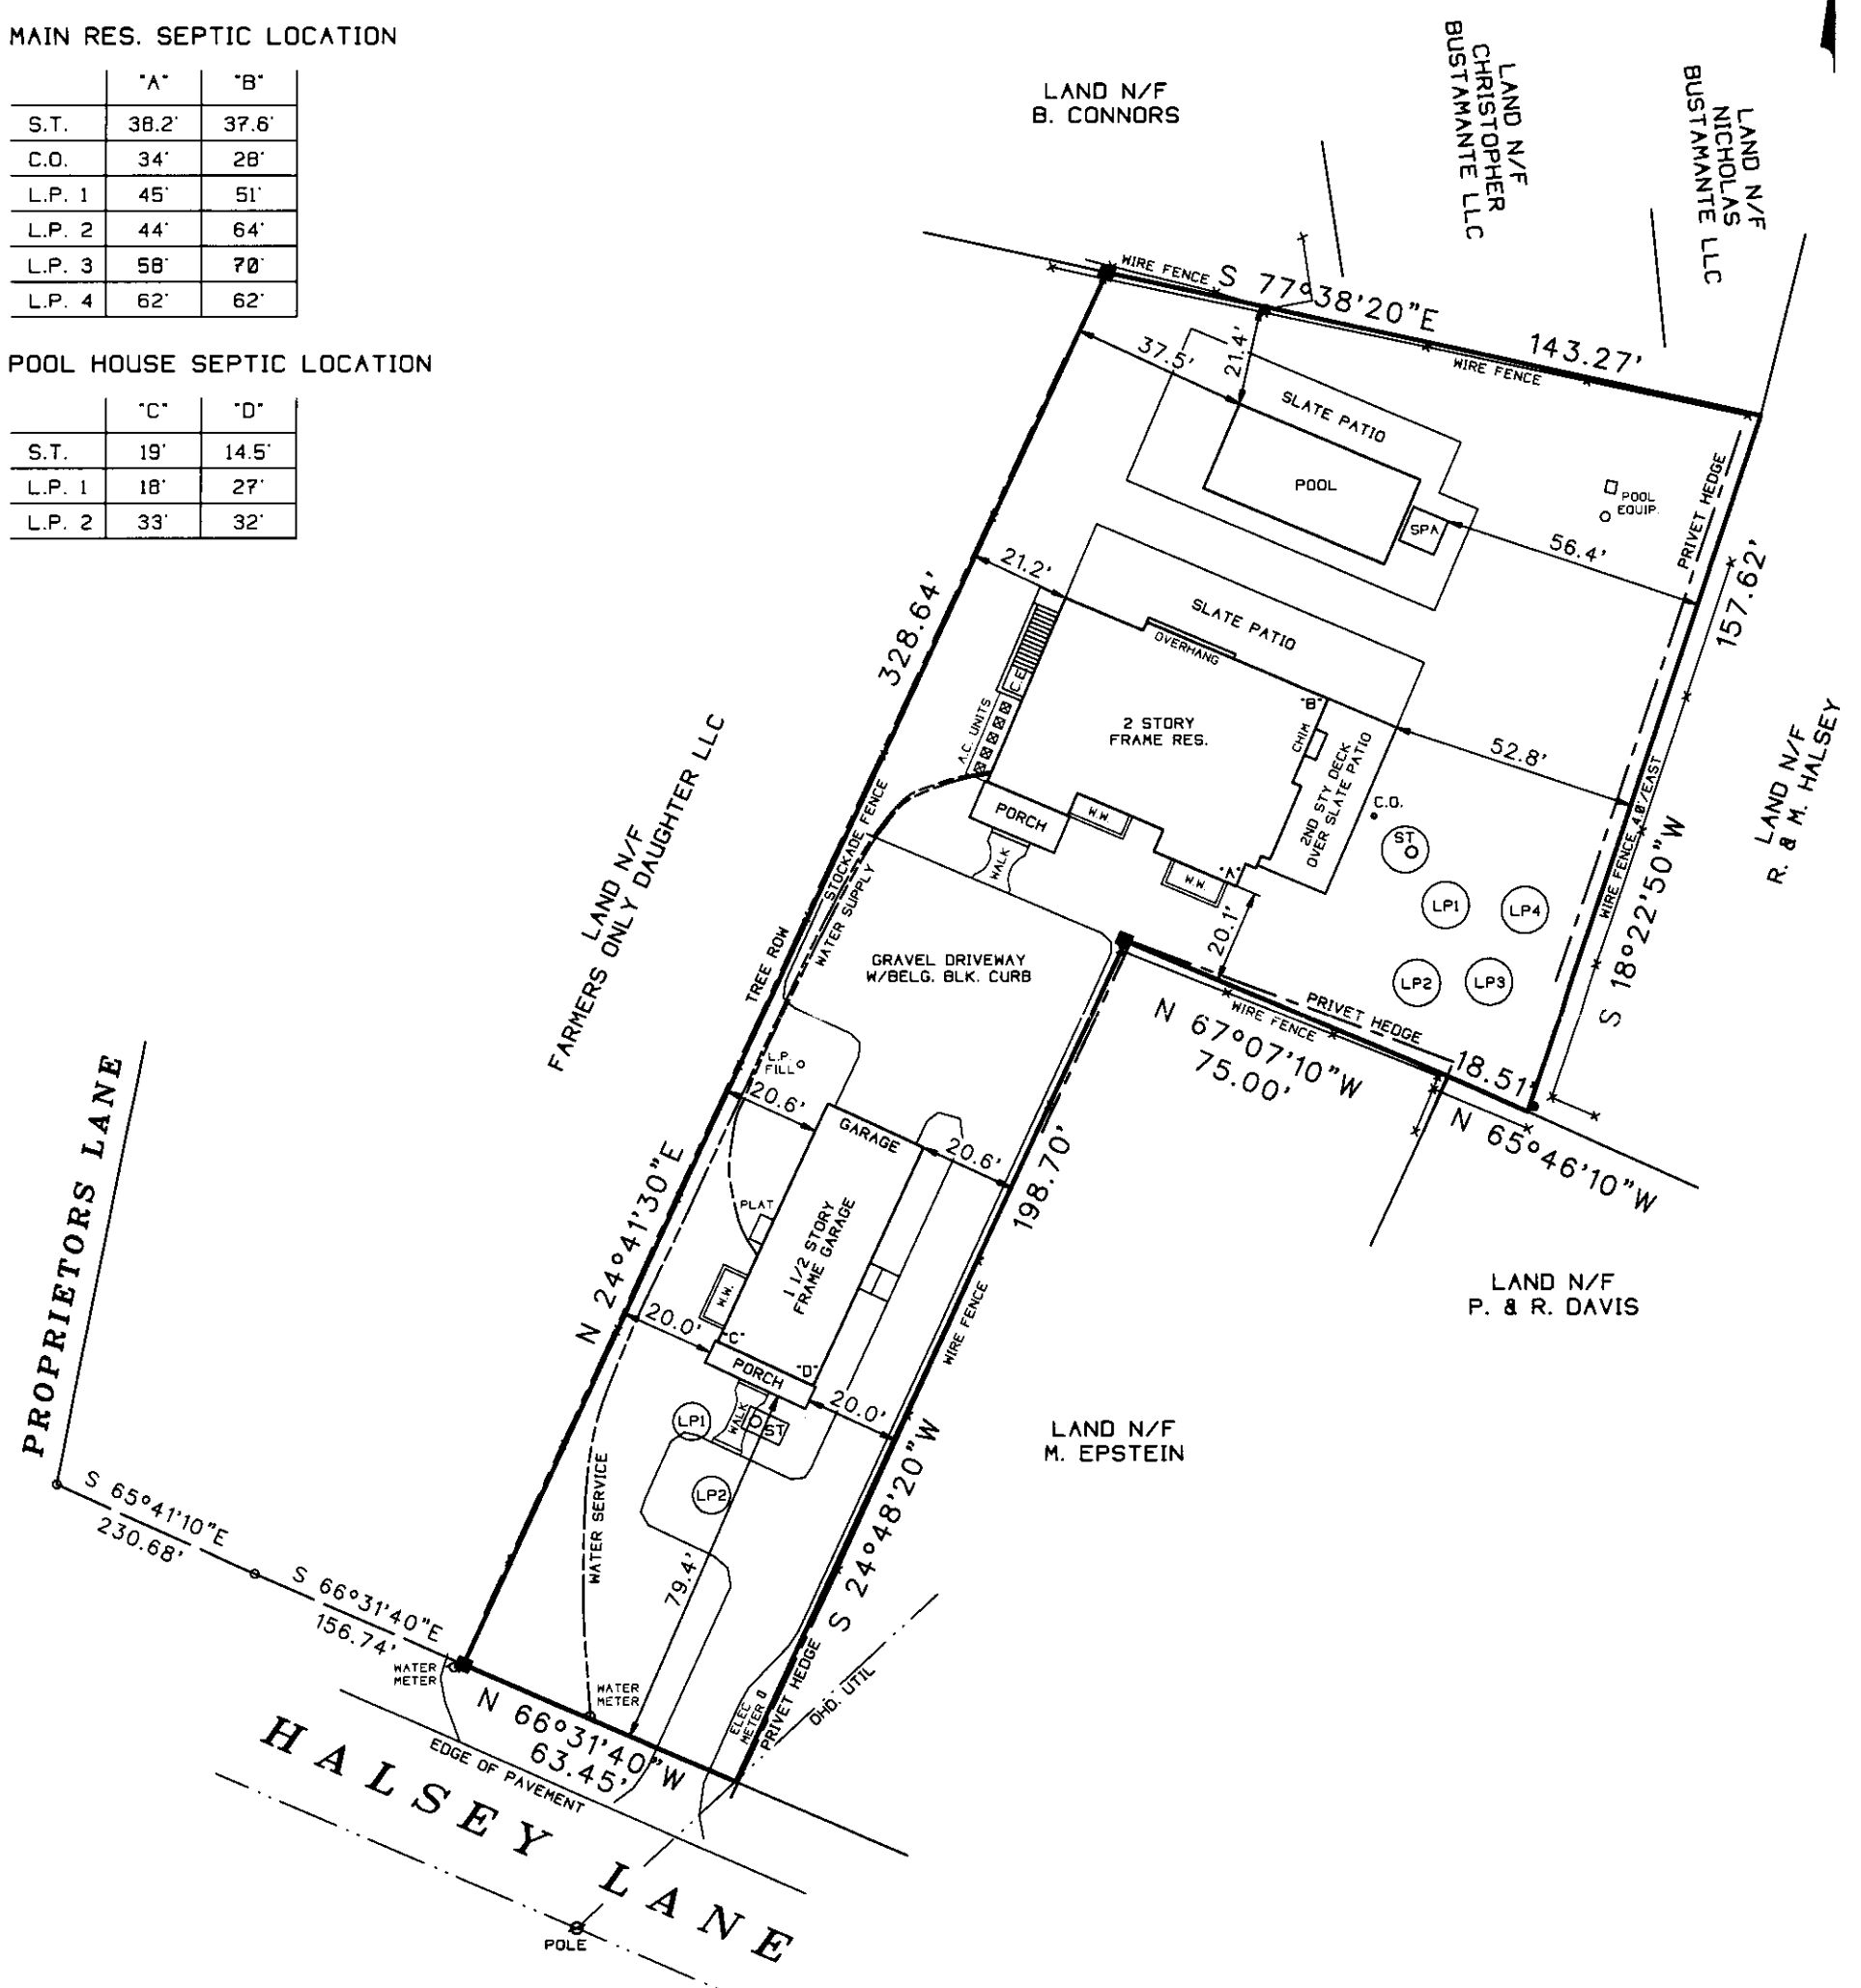 MAIN RES. SEPTIC LOCATION
"A" "B"
S.T. 38.2' 37.6'
C.O. 34' 28'
L.P. 1 45' 51'
L.P. 2 44' 64'
L.P. 3 58' 70'
L.P. 4 62' 62'
POOL HOUSE SEPTIC LOCATION
"C" "D"
S.T. 19' 14.5'
L.P. 1 18' 27'
L.P. 2 33' 32'
LAND N/F
B. CONNORS
LAND N/F
CHRISTOPHER
BUSTAMANTE LLC
LAND N/F
NICHOLAS
BUSTAMANTE LLC
WIRE FENCE
S 77°38'20"E
143.27'
WIRE FENCE
37.5'
21.4'
SLATE PATIO
POOL
SPA
POOL
EQUIP.
PRIVET HEDGE
56.4'
157.62'
21.2'
328.64'
SLATE PATIO
OVERHANG
C.E.
A.C. UNITS
2 STORY
FRAME RES.
"B"
CHIM
2ND STY DECK
OVER SLATE PATIO
52.8'
C.O.
ST
LP1
LP4
LP2
LP3
WIRE FENCE 4.0'/EAST
S 18°22'50"W
LAND N/F
R. & M. HALSEY
PORCH
W.W.
WALK
W.W.
"A"
20.1'
STOCKADE FENCE
WATER SUPPLY
TREE ROW
LAND N/F
FARMERS ONLY DAUGHTER LLC
GRAVEL DRIVEWAY
W/BELG. BLK. CURB
PRIVET HEDGE
WIRE FENCE
N 67°07'10"W
75.00'
18.51'
N 65°46'10"W
L.P.
FILL
20.6'
GARAGE
20.6'
198.70'
PLAT
1 1/2 STORY
FRAME GARAGE
W.W.
N 24°41'30"E
20.0'
"C"
"D"
PORCH
20.0'
WIRE FENCE
LAND N/F
P. & R. DAVIS
LAND N/F
M. EPSTEIN
LP1
WALK
ST
LP2
WATER SERVICE
79.4'
S 24°48'20"W
PROPRIETORS LANE
S 65°41'10"E
230.68'
S 66°31'40"E
156.74'
WATER
METER
WATER
METER
N 66°31'40"W
63.45'
ELEC
METER
PRIVET HEDGE
OHD. UTIL
EDGE OF PAVEMENT
HALSEY LANE
POLE